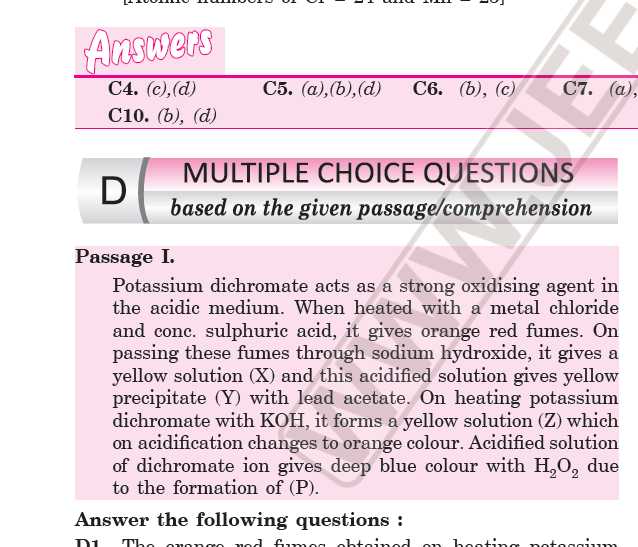 [Atomic numbers of Cr = 24 and Mn = 25]
Answers
C4. (c),(d) C5. (a),(b),(d) C6. (b), (c) C7. (a),
C10. (b), (d)
D
MULTIPLE CHOICE QUESTIONS
based on the given passage/comprehension
Passage I.
Potassium dichromate acts as a strong oxidising agent in
the acidic medium. When heated with a metal chloride
and conc. sulphuric acid, it gives orange red fumes. On
passing these fumes through sodium hydroxide, it gives a
yellow solution (X) and this acidified solution gives yellow
precipitate (Y) with lead acetate. On heating potassium
dichromate with KOH, it forms a yellow solution (Z) which
on acidification changes to orange colour. Acidified solution
of dichromate ion gives deep blue colour with H₂O₂ due
to the formation of (P).
Answer the following questions :
D1. The orange red fumes obtained on heating potassium
WWW.JEE